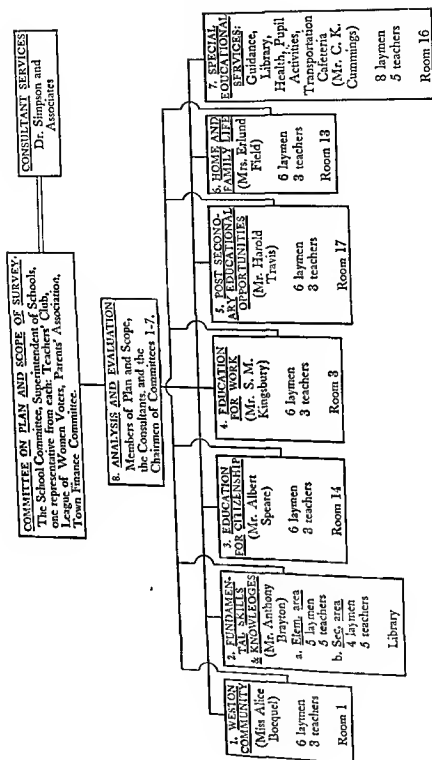 COMMITTEE ON PLAN AND SCOPE OF SURVEY.
The School Committee, Superintendent of Schools,
one representative from each: Teachers' Club,
League of Women Voters, Parents' Association,
Town Finance Committee.
CONSULTANT SERVICES
Dr. Simpson and
Associates
8. ANALYSIS AND EVALUATION
Members of Plan and Scope,
the Consultants, and the
Chairmen of Committees 1-7.
1. WESTON
COMMUNITY
(Miss Alice
Bocquel)
6 laymen
3 teachers
Room 1
2. FUNDAMEN-
TAL SKILLS
& KNOWLEOGES
(Mr. Anthony
Brayton)
a. Elem. area
5 laymen
5 teachers
b. Sec. area
4 laymen
5 teachers
Library
3. EDUCATION
FOR CITIZENSHIP
(Mr. Albert
Speare)
6 laymen
3 teachers
Room 14
4. EDUCATION
FOR WORK
(Mr. S. M.
Kingsbury)
6 laymen
3 teachers
Room 3
5. POST SECONO-
ARY EDUCATIONAL
OPPORTUNITIES
(Mr. Harold
Travis)
6 laymen
3 teachers
Room 17
6. HOME AND
FAMILY LIFE
(Mrs. Erlund
Field)
6 laymen
3 teachers
Room 13
7. SPECIAL
EDUCATIONAL
SERVICES:
Guidance,
Library,
Health, Pupil
Activities,
Transportation
Cafeteria
(Mr. C. K.
Cummings)
8 laymen
5 teachers
Room 16